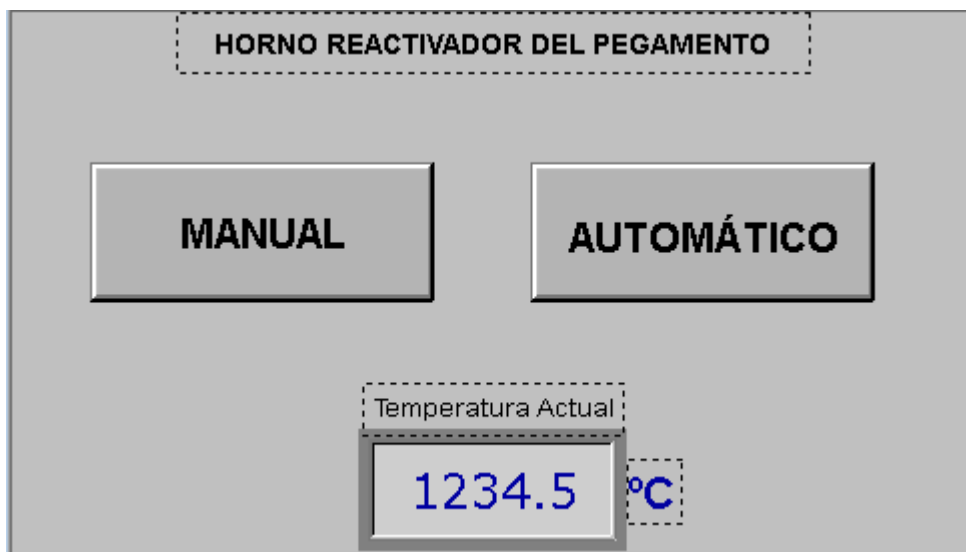 HORNO REACTIVADOR DEL PEGAMENTO
MANUAL
AUTOMÁTICO
Temperatura Actual
1234.5 ºC